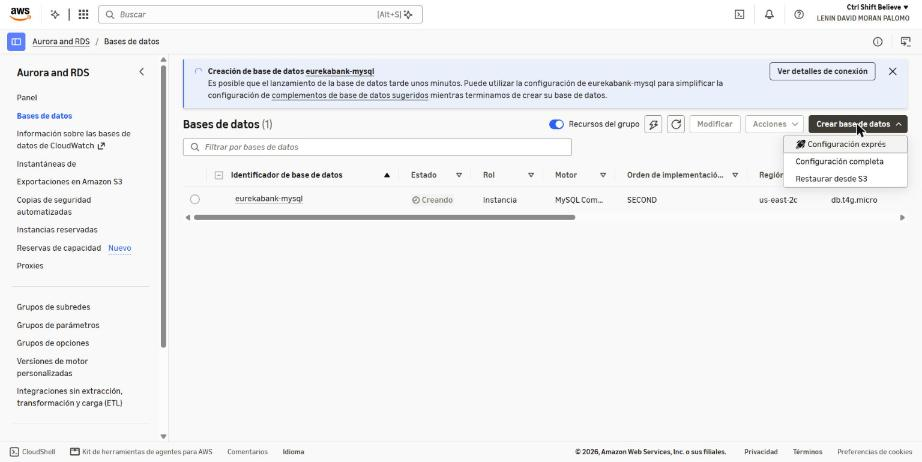 aws
Buscar
[Alt+S]
Ctrl Shift Believe
LENIN DAVID MORAN PALOMO
Aurora and RDS / Bases de datos
Aurora and RDS
Panel
Bases de datos
Información sobre las bases
de datos de CloudWatch
Instantáneas de
Exportaciones en Amazon S3
Copias de seguridad
automatizadas
Instancias reservadas
Reservas de capacidad Nuevo
Proxies
Grupos de subredes
Grupos de parámetros
Grupos de opciones
Versiones de motor
personalizadas
Integraciones sin extracción,
transformación y carga (ETL)
Creación de base de datos eurekabank-mysql
Es posible que el lanzamiento de la base de datos tarde unos minutos. Puede utilizar la configuración de eurekabank-mysql para simplificar la
configuración de complementos de base de datos sugeridos mientras terminamos de crear su base de datos.
Ver detalles de conexión
Bases de datos (1)
Recursos del grupo
Modificar
Acciones
Crear base de datos
Configuración exprés
Configuración completa
Restaurar desde S3
Filtrar por bases de datos
Identificador de base de datos Estado Rol Motor Orden de implementació... Región
eurekabank-mysql Creando Instancia MySQL Com... SECOND us-east-2c db.t4g.micro
CloudShell Kit de herramientas de agentes para AWS Comentarios Idioma © 2026, Amazon Web Services, Inc. o sus filiales. Privacidad Términos Preferencias de cookies